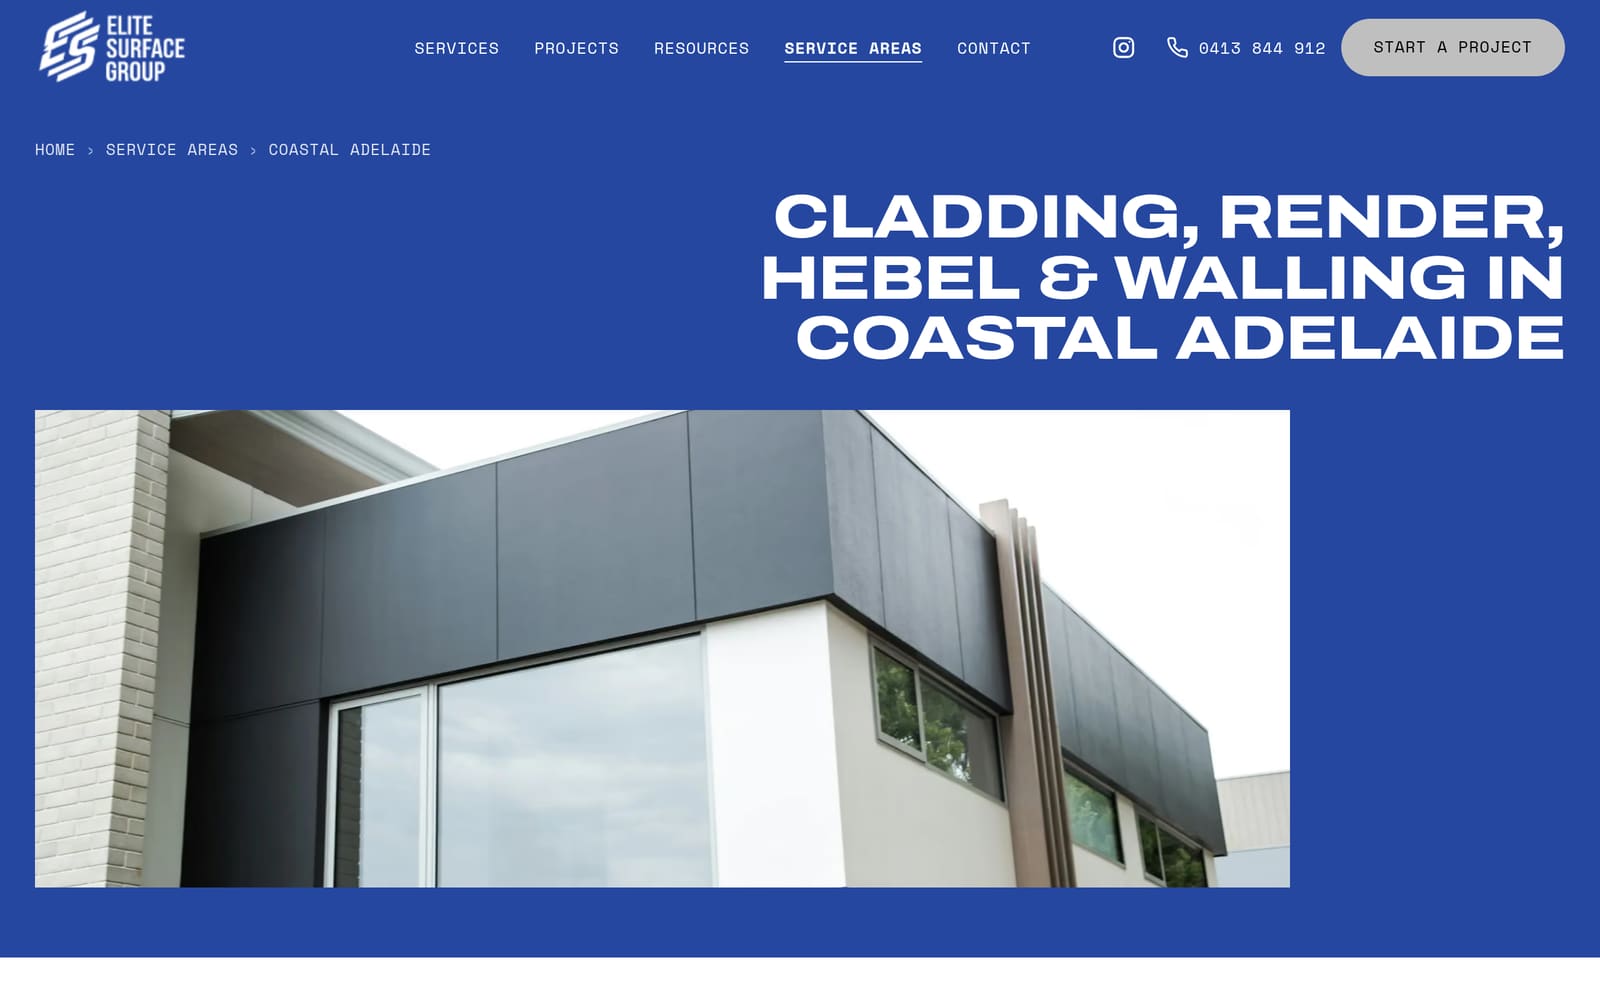 ELITE
SURFACE
GROUP
SERVICES PROJECTS RESOURCES SERVICE AREAS CONTACT 0413 844 912 START A PROJECT
HOME › SERVICE AREAS › COASTAL ADELAIDE
CLADDING, RENDER,
HEBEL & WALLING IN
COASTAL ADELAIDE